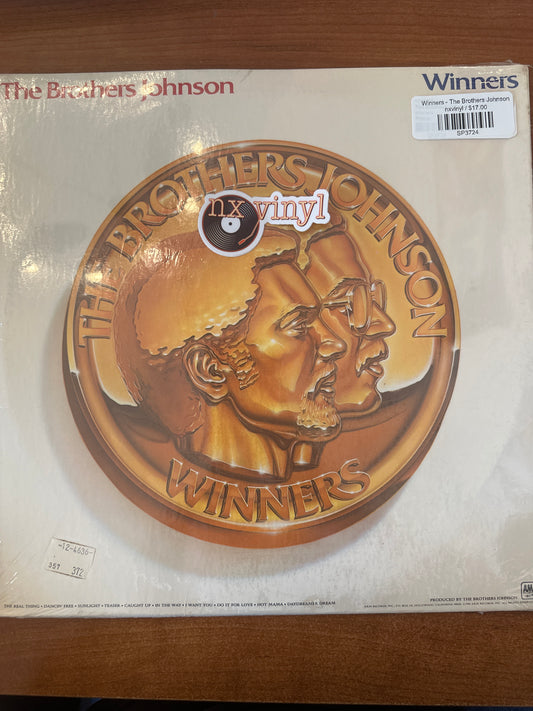 The Brothers Johnson
Winners
Winners - The Brothers Johnson
nxvinyl / $17.00
SP3724
THE BROTHERS JOHNSON
nx vinyl
WINNERS
-12-4636-
357 372
THE REAL THING • DANCIN' FREE • SUNLIGHT • TEASER • CAUGHT UP • IN THE WAY • I WANT YOU • DO IT FOR LOVE • HOT MAMA • DAYDREAMER DREAM
PRODUCED BY THE BROTHERS JOHNSON